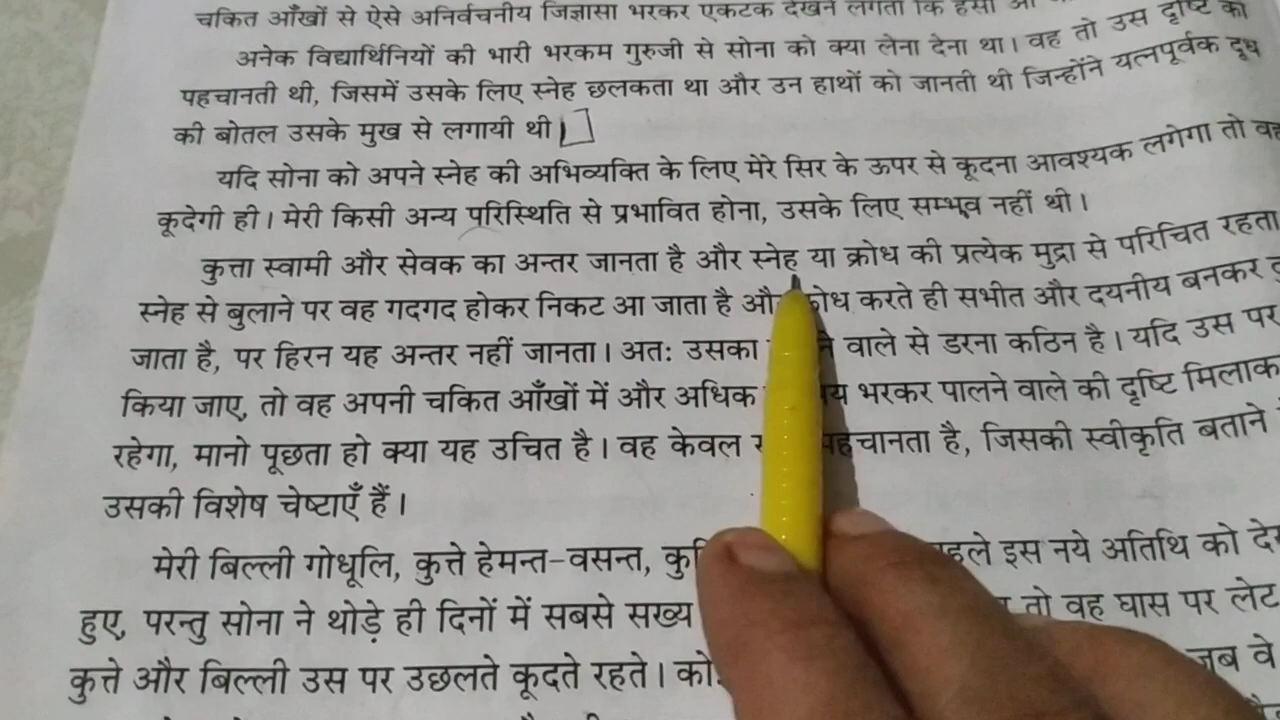 चकित आँखों से ऐसे अनिर्वचनीय जिज्ञासा भरकर एकटक देखने लगती कि हंसी
अनेक विद्यार्थिनियों की भारी भरकम गुरुजी से सोना को क्या लेना देना था। वह तो उस दृष्टि को
पहचानती थी, जिसमें उसके लिए स्नेह छलकता था और उन हाथों को जानती थी जिन्होंने यत्नपूर्वक दूध
की बोतल उसके मुख से लगायी थी।
यदि सोना को अपने स्नेह की अभिव्यक्ति के लिए मेरे सिर के ऊपर से कूदना आवश्यक लगेगा तो वह
कूदेगी ही। मेरी किसी अन्य परिस्थिति से प्रभावित होना, उसके लिए सम्भव नहीं थी।
कुत्ता स्वामी और सेवक का अन्तर जानता है और स्नेह या क्रोध की प्रत्येक मुद्रा से परिचित रहता
स्नेह से बुलाने पर वह गदगद होकर निकट आ जाता है और क्रोध करते ही सभीत और दयनीय बनकर
जाता है, पर हिरन यह अन्तर नहीं जानता। अतः उसका वाले से डरना कठिन है। यदि उस पर
किया जाए, तो वह अपनी चकित आँखों में और अधिक भरकर पालने वाले की दृष्टि मिलाकर
रहेगा, मानो पूछता हो क्या यह उचित है। वह केवल पहचानता है, जिसकी स्वीकृति बताने
उसकी विशेष चेष्टाएँ हैं।
मेरी बिल्ली गोधूलि, कुत्ते हेमन्त-वसन्त, पहले इस नये अतिथि को
हुए, परन्तु सोना ने थोड़े ही दिनों में सबसे सख्य तो वह घास पर लेट
कुत्ते और बिल्ली उस पर उछलते कूदते रहते। जब वे